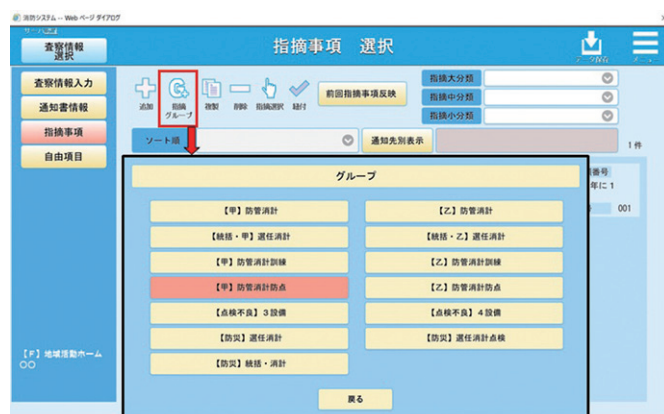 消防システム -- Web ページ ダイアログ
査察情報
選択
指摘事項 選択
査察情報入力
通知書情報
指摘事項
自由項目
追加
指摘
グループ
複製
削除
指摘選択
貼付
前回指摘事項反映
指摘大分類
指摘中分類
指摘小分類
ソート順
通知先別表示
1件
番号
年に 1
001
グループ
【甲】防管消計
【乙】防管消計
【統括・甲】選任消計
【統括・乙】選任消計
【甲】防管消計訓練
【乙】防管消計訓練
【甲】防管消計防点
【乙】防管消計防点
【点検不良】3設備
【点検不良】4設備
【防災】選任消計
【防災】選任消計点検
【防災】統括・消計
戻る
【F】地域活動ホーム
○○